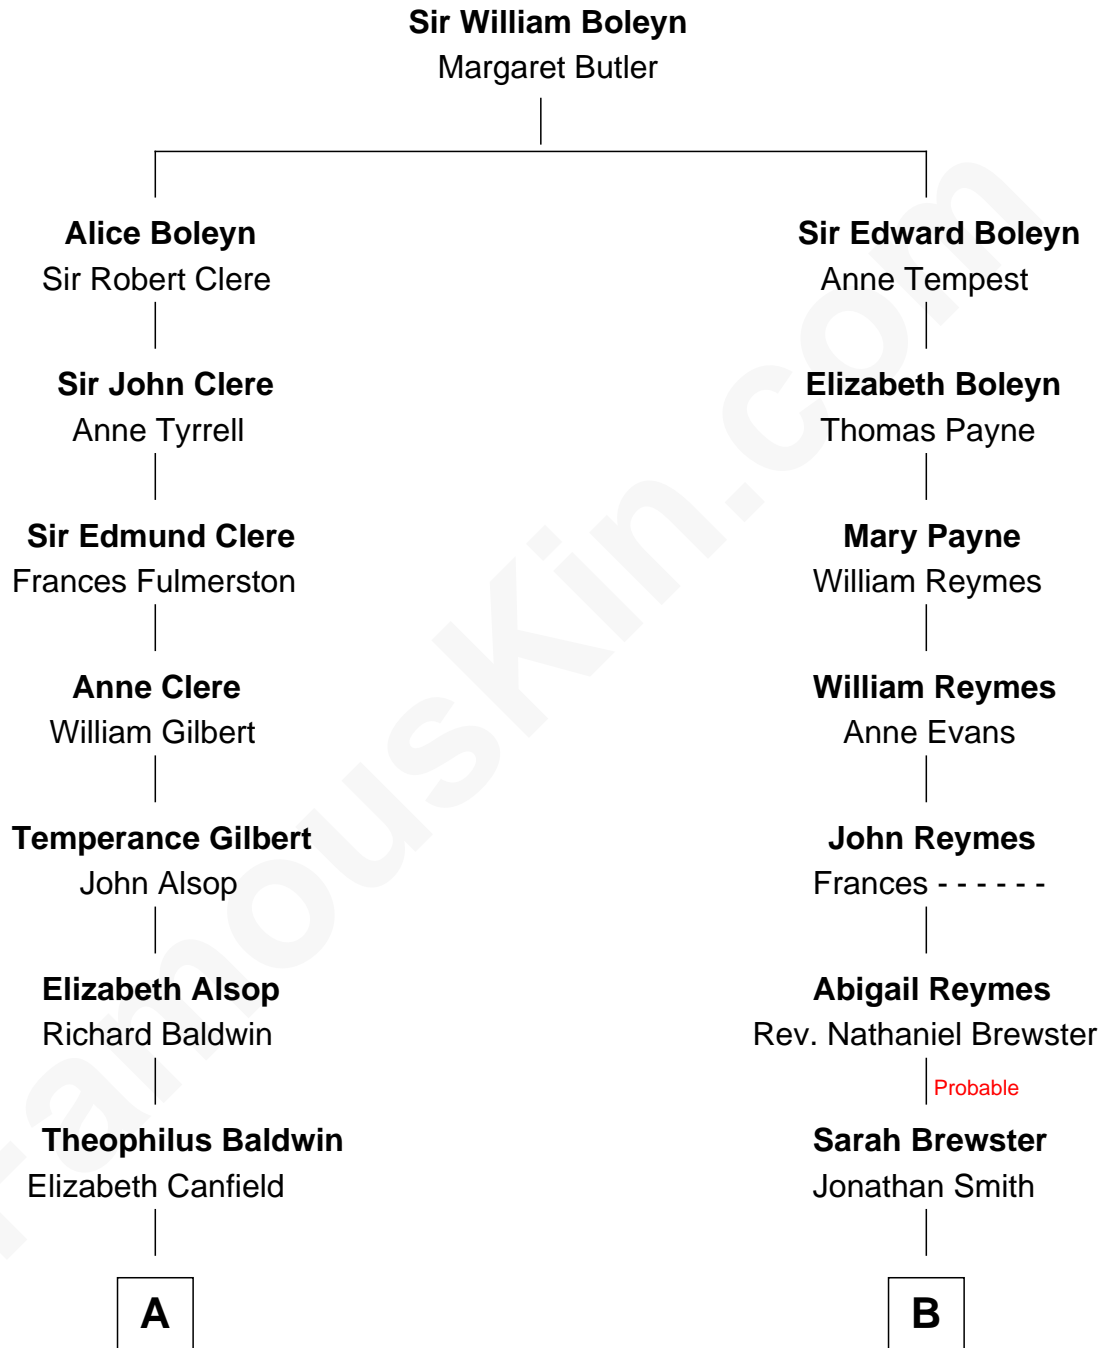 Sir William Boleyn
Margaret Butler
Alice Boleyn
Sir Robert Clere
Sir John Clere
Anne Tyrrell
Sir Edmund Clere
Frances Fulmerston
Anne Clere
William Gilbert
Temperance Gilbert
John Alsop
Elizabeth Alsop
Richard Baldwin
Theophilus Baldwin
Elizabeth Canfield
A
Sir Edward Boleyn
Anne Tempest
Elizabeth Boleyn
Thomas Payne
Mary Payne
William Reymes
William Reymes
Anne Evans
John Reymes
Frances - - - - - -
Abigail Reymes
Rev. Nathaniel Brewster
Probable
Sarah Brewster
Jonathan Smith
B
FamousKin.com